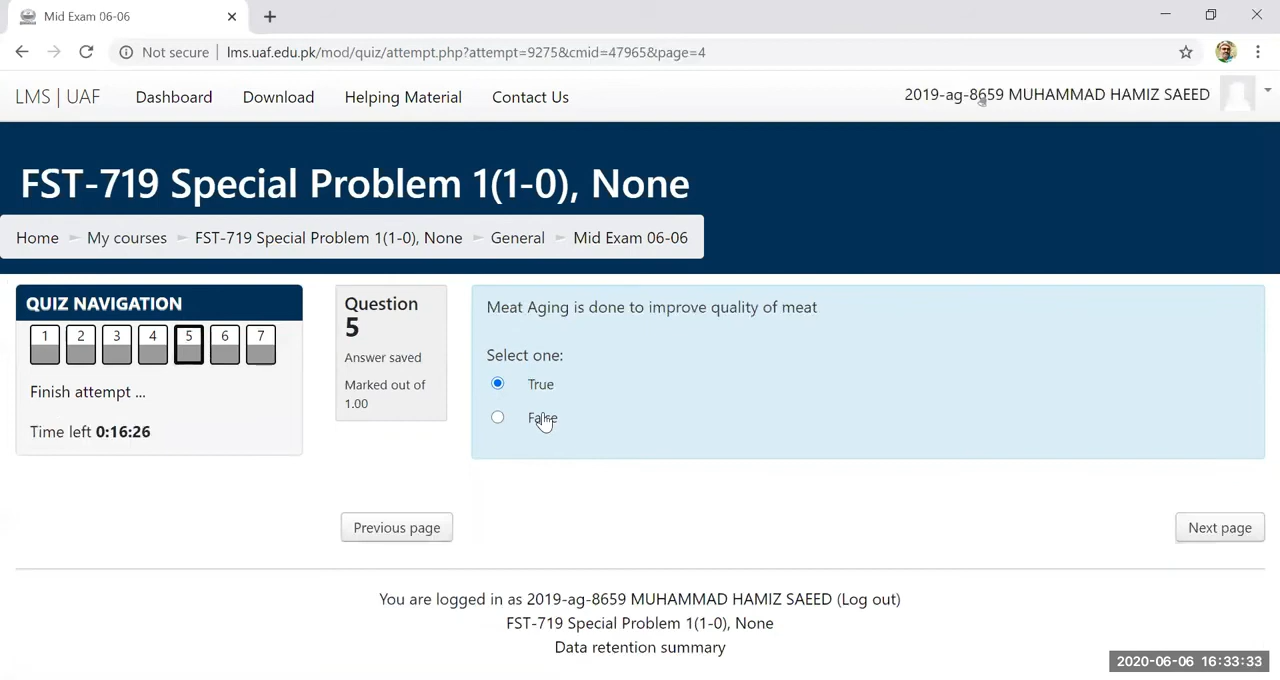 Mid Exam 06-06
Not secure
lms.uaf.edu.pk/mod/quiz/attempt.php?attempt=9275&cmid=47965&page=4
LMS | UAF
Dashboard
Download
Helping Material
Contact Us
2019-ag-8659 MUHAMMAD HAMIZ SAEED
FST-719 Special Problem 1(1-0), None
Home
My courses
FST-719 Special Problem 1(1-0), None
General
Mid Exam 06-06
QUIZ NAVIGATION
1 2 3 4 5 6 7
Finish attempt ...
Time left 0:16:26
Question
5
Answer saved
Marked out of
1.00
Meat Aging is done to improve quality of meat
Select one:
True
False
Previous page
Next page
You are logged in as 2019-ag-8659 MUHAMMAD HAMIZ SAEED (Log out)
FST-719 Special Problem 1(1-0), None
Data retention summary
2020-06-06 16:33:33